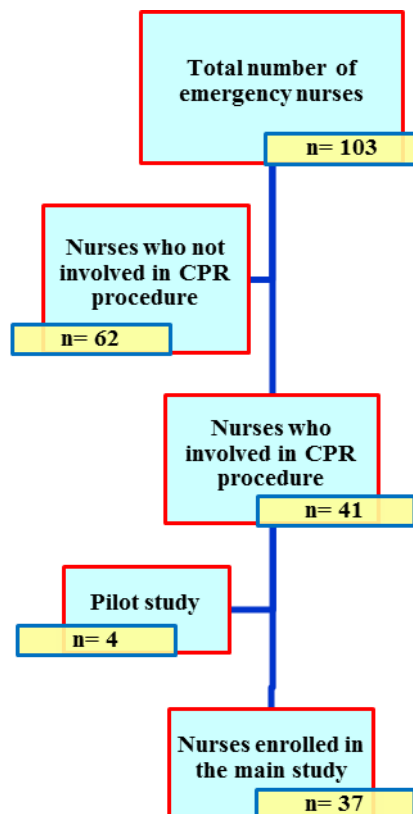 Total number of
emergency nurses
n= 103
Nurses who not
involved in CPR
procedure
n= 62
Nurses who
involved in CPR
procedure
n= 41
Pilot study
n= 4
Nurses enrolled in
the main study
n= 37